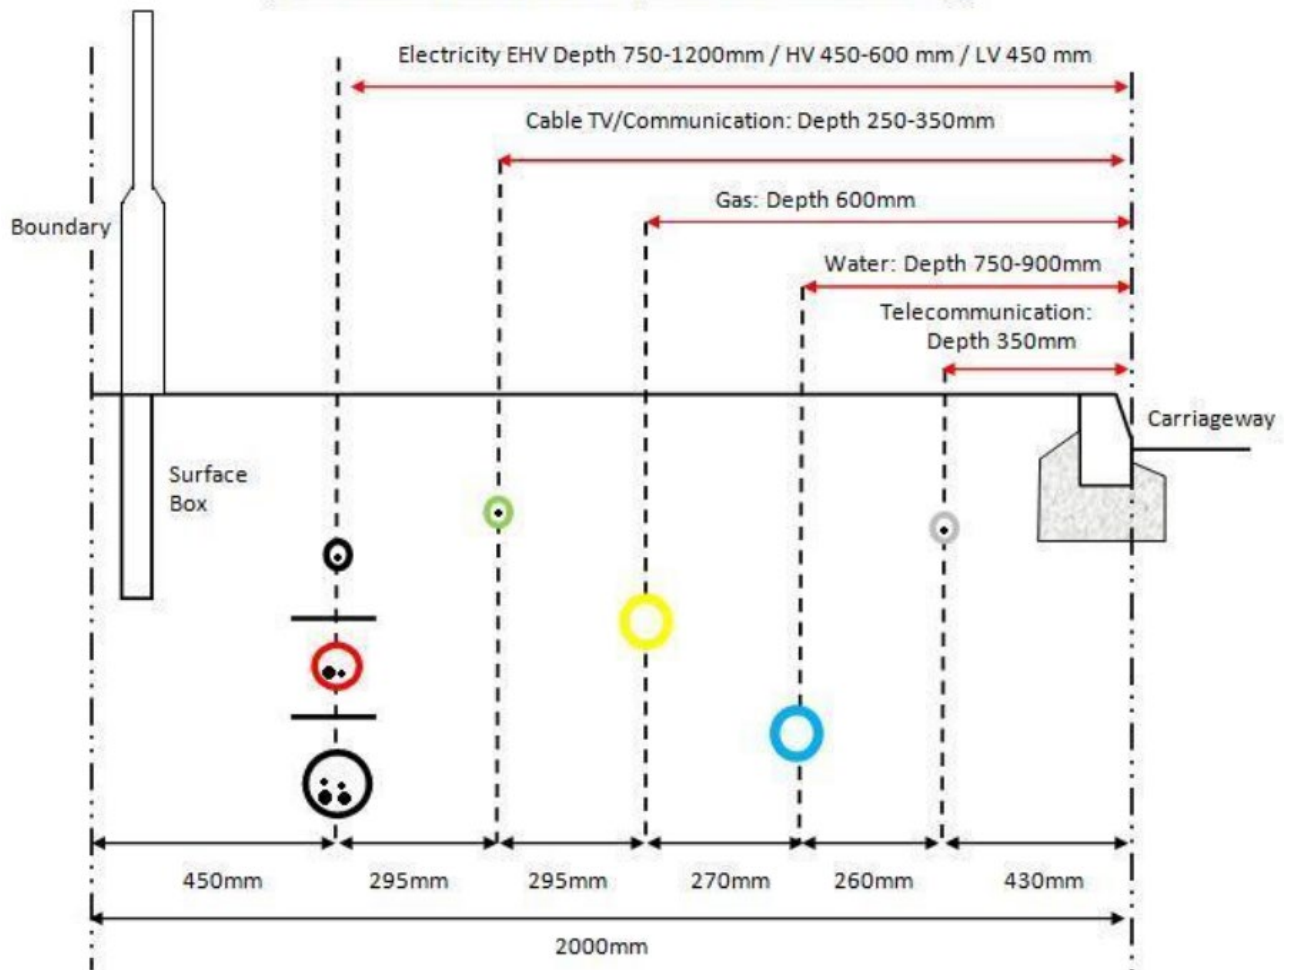 Electricity EHV Depth 750-1200mm / HV 450-600 mm / LV 450 mm
Cable TV/Communication: Depth 250-350mm
Gas: Depth 600mm
Boundary
Water: Depth 750-900mm
Telecommunication:
Depth 350mm
Carriageway
Surface
Box
450mm
295mm
295mm
270mm
260mm
430mm
2000mm